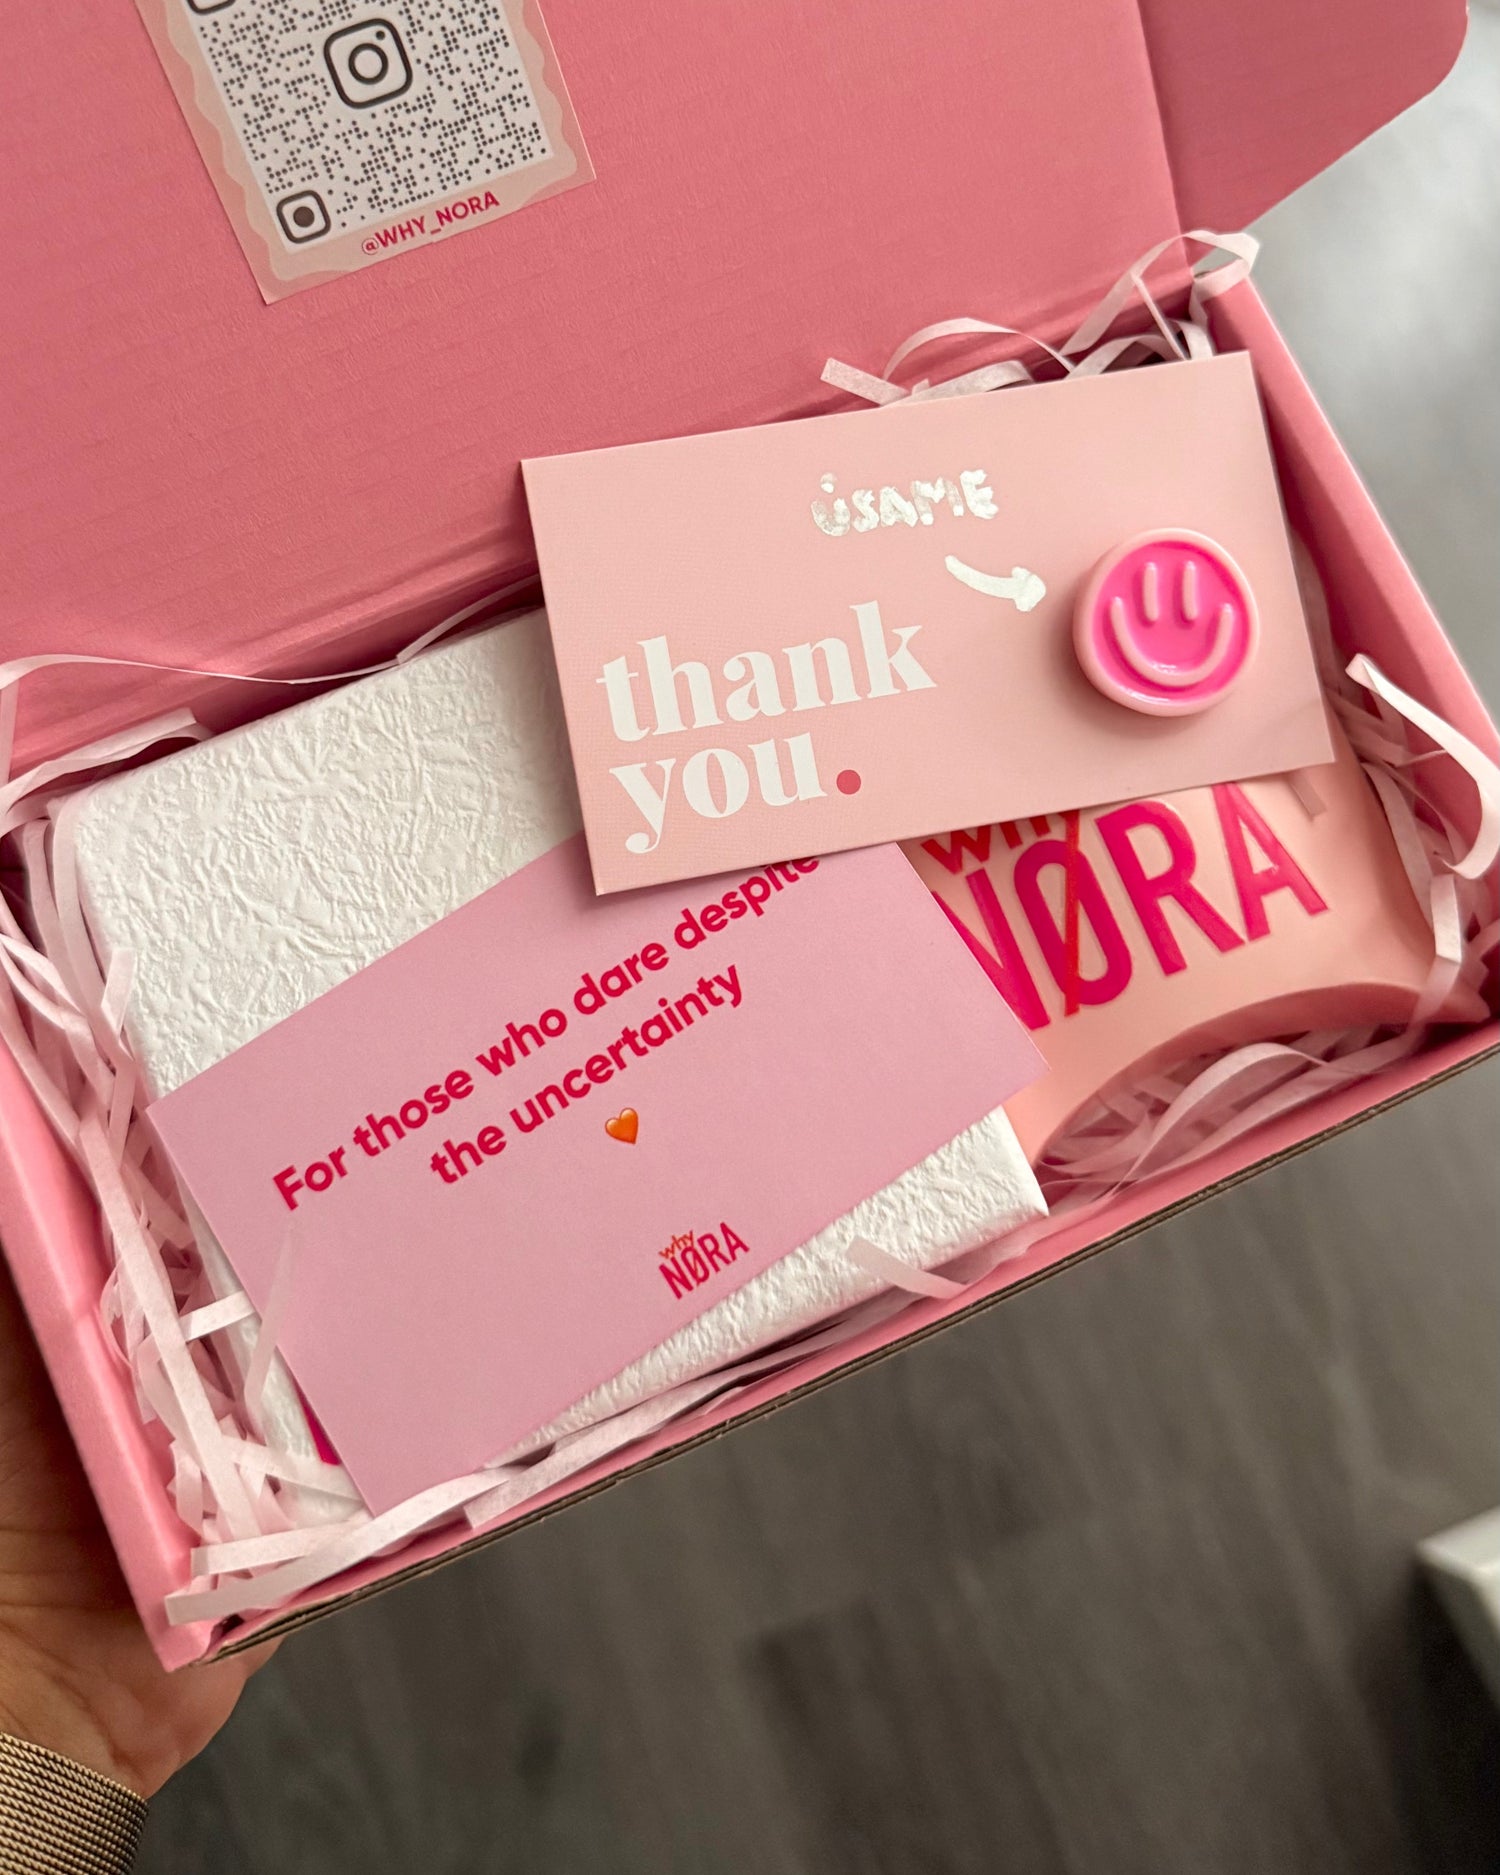 @WHY_NORA
ÜSAME
thank
you.
why
NØRA
For those who dare despite
the uncertainty
🧡
why
NØRA